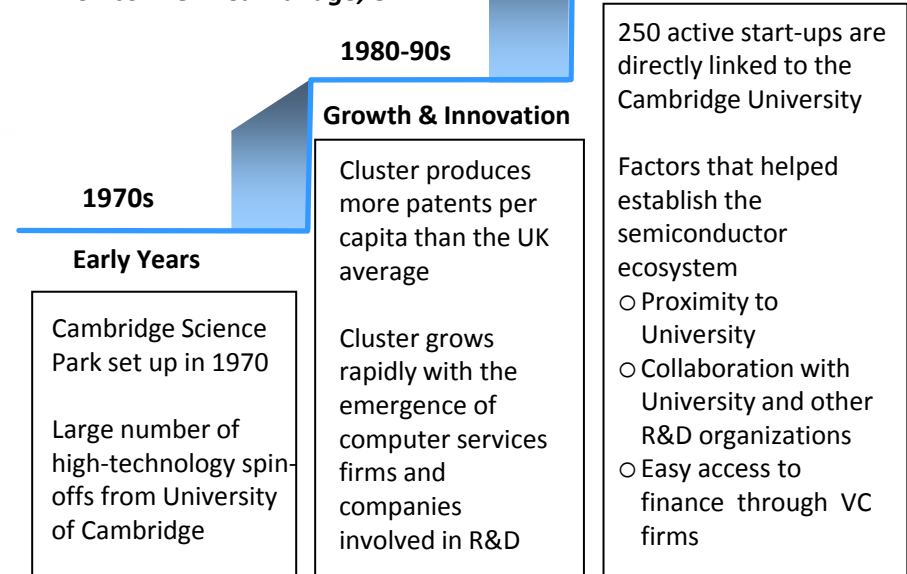 1980-90s
Growth & Innovation
1970s
Early Years
Cambridge Science
Park set up in 1970
Large number of
high-technology spin-
offs from University
of Cambridge
Cluster produces
more patents per
capita than the UK
average
Cluster grows
rapidly with the
emergence of
computer services
firms and
companies
involved in R&D
250 active start-ups are
directly linked to the
Cambridge University
Factors that helped
establish the
semiconductor
ecosystem
○ Proximity to
University
○ Collaboration with
University and other
R&D organizations
○ Easy access to
finance through VC
firms